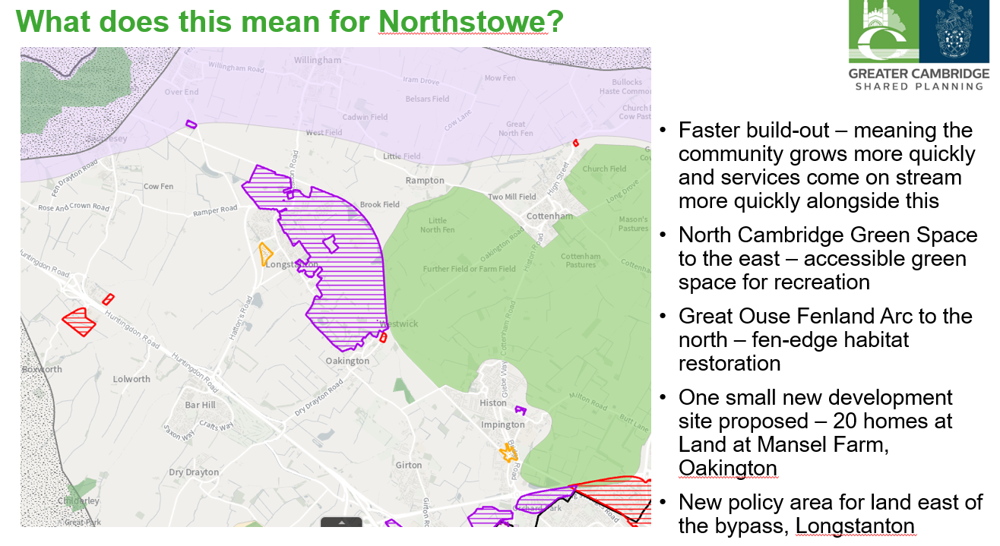 What does this mean for Northstowe?
GREATER CAMBRIDGE
SHARED PLANNING
Willingham
Willingham Road
Over End
Iram Drove
Mow Fen
Bullocks
Haste Common
Belsars Field
Church
Cow Past
Cadwin Field
Cow Lane
West Field
Great
North Fen
Little Field
Fen Drayton Road
Cow Fen
Rampton
High Street
Church Field
Long Drove
Rose And Crown Road
Ramper Road
Brook Field
Two Mill Field
Cottenham
Mason's
Pastures
Little
North Fen
Oakington Road
Histon Road
Longstanton
Further Field or Farm Field
Cottenham
Pastures
Cottenha
Huntingdon Road
Hatton's Road
Westwick
Cottenham Road
Boxworth
Lolworth
Huntingdon Road
Oakington
Glebe Way
Bar Hill
Dry Drayton Road
Histon
Milton Road
Butt Lane
Saxon Way
Crafts Way
Impington
Dry Drayton
Girton
Road
Childerley
Great Park
Orchard Park
• Faster build-out – meaning the
community grows more quickly
and services come on stream
more quickly alongside this
• North Cambridge Green Space
to the east – accessible green
space for recreation
• Great Ouse Fenland Arc to the
north – fen-edge habitat
restoration
• One small new development
site proposed – 20 homes at
Land at Mansel Farm,
Oakington
• New policy area for land east of
the bypass, Longstanton